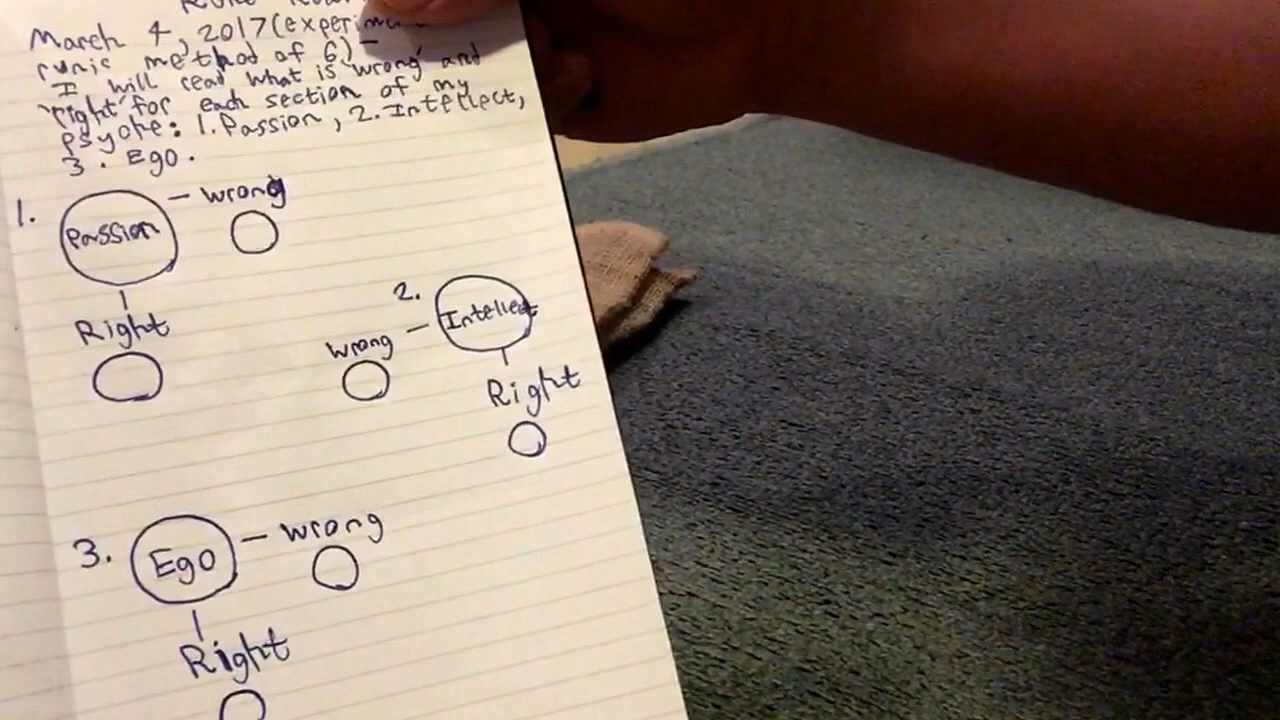 March 4, 2017 (experim
runic method of 6) -
I will read what is 'wrong' and
'right' for each section of my
psyche: 1. Passion, 2. Intellect,
3. Ego.
1. Passion - wrong
Right
2. Intellect
wrong -
Right
3. Ego - wrong
Right